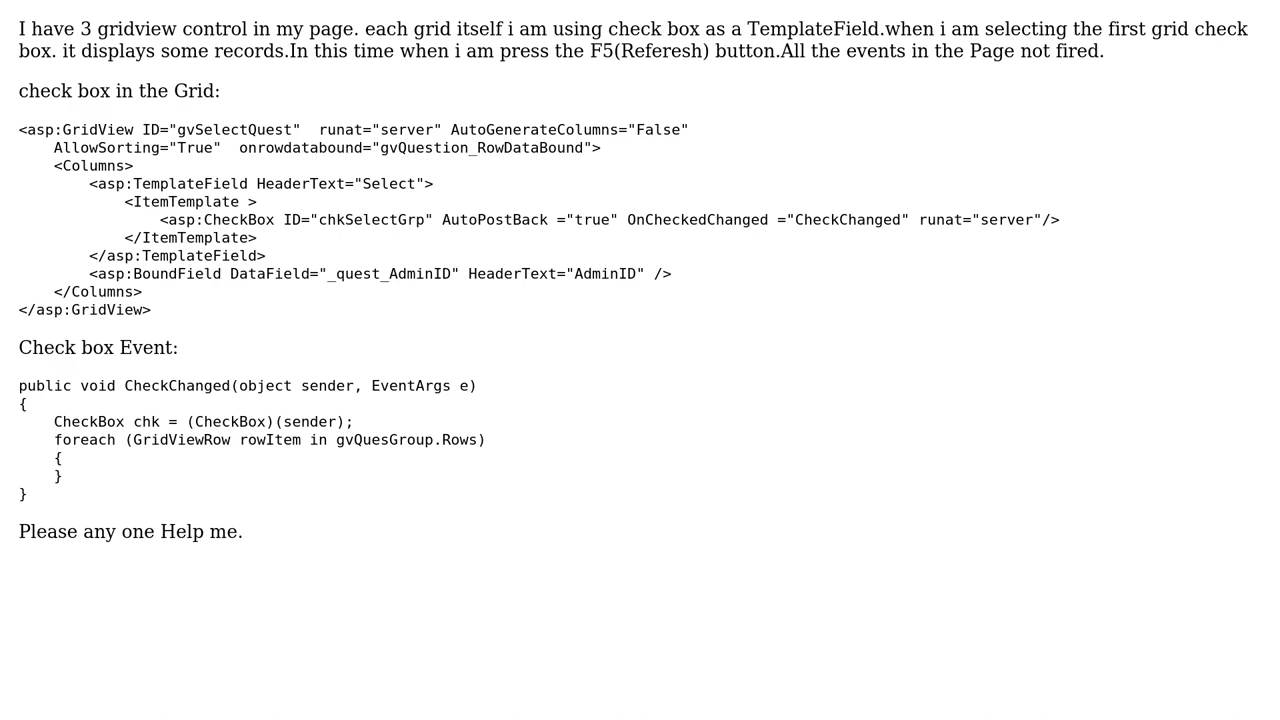 I have 3 gridview control in my page. each grid itself i am using check box as a TemplateField.when i am selecting the first grid check
box. it displays some records.In this time when i am press the F5(Referesh) button.All the events in the Page not fired.
check box in the Grid:
<asp:GridView ID="gvSelectQuest"  runat="server" AutoGenerateColumns="False"
    AllowSorting="True"  onrowdatabound="gvQuestion_RowDataBound">
    <Columns>
        <asp:TemplateField HeaderText="Select">
            <ItemTemplate >
                <asp:CheckBox ID="chkSelectGrp" AutoPostBack ="true" OnCheckedChanged ="CheckChanged" runat="server"/>
            </ItemTemplate>
        </asp:TemplateField>
        <asp:BoundField DataField="_quest_AdminID" HeaderText="AdminID" />
    </Columns>
</asp:GridView>
Check box Event:
public void CheckChanged(object sender, EventArgs e)
{
    CheckBox chk = (CheckBox)(sender);
    foreach (GridViewRow rowItem in gvQuesGroup.Rows)
    {
    }
}
Please any one Help me.